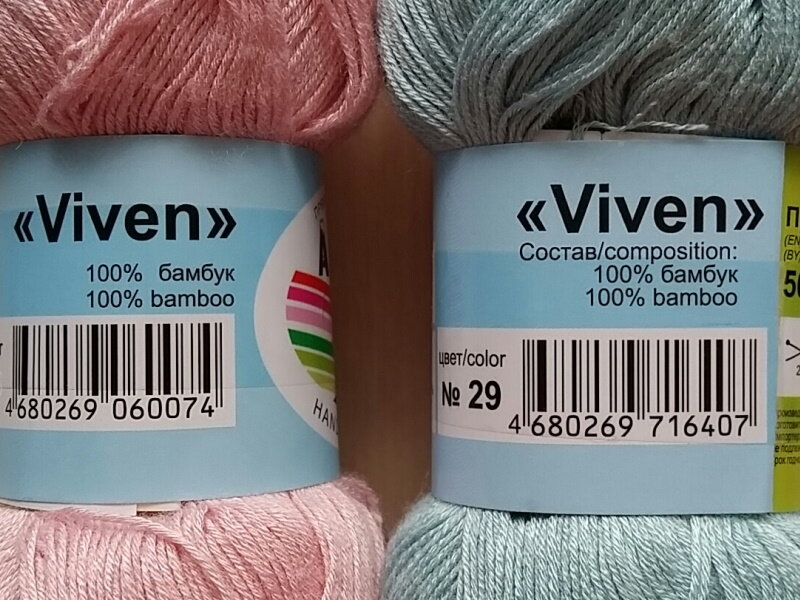 «Viven»
100% бамбук
100% bamboo
4 680269 060074
HAN
«Viven»
Состав/composition:
100% бамбук
100% bamboo
цвет/color
№ 29
4 680269 716407